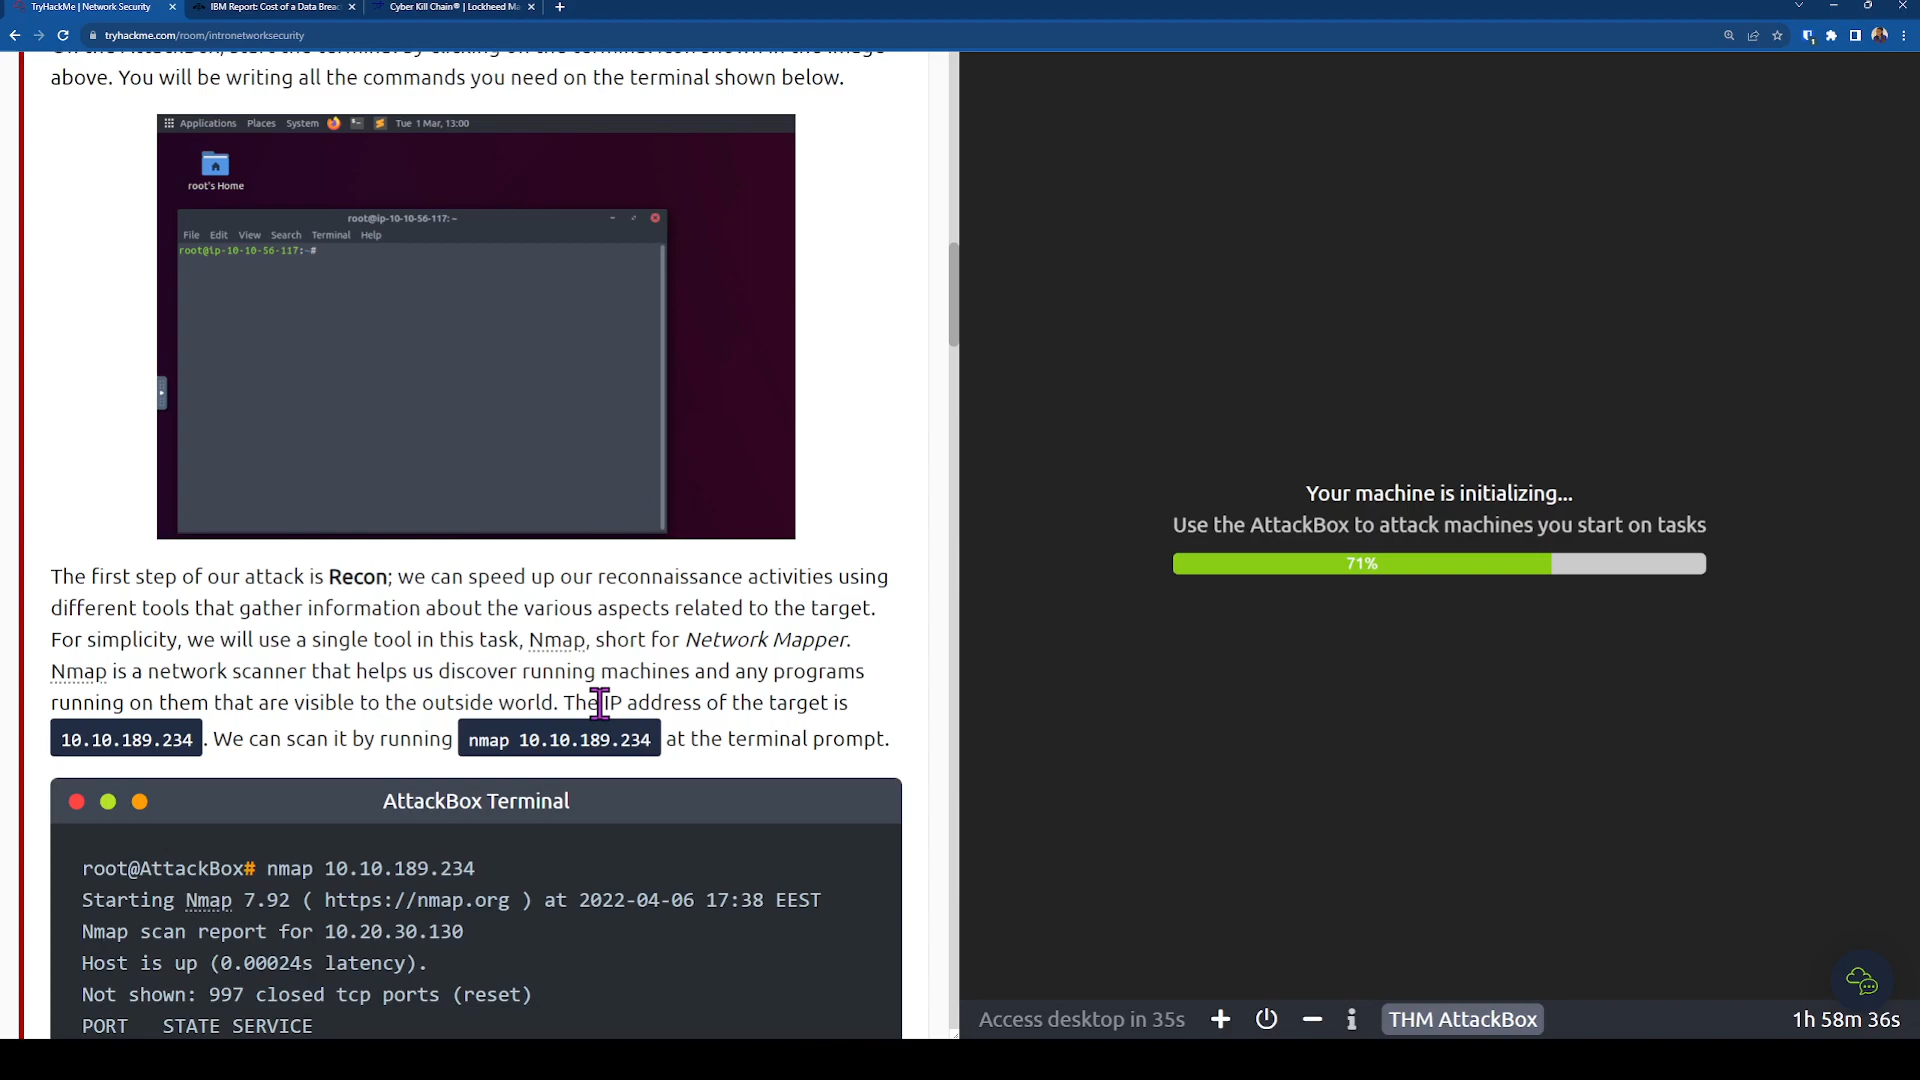 TryHackMe | Network Security
IBM Report: Cost of a Data Breac
Cyber Kill Chain® | Lockheed Ma
tryhackme.com/room/intronetworksecurity
above. You will be writing all the commands you need on the terminal shown below.
Applications Places System Tue 1 Mar, 13:00
root's Home
root@ip-10-10-56-117: ~
File Edit View Search Terminal Help
root@ip-10-10-56-117:~#
The first step of our attack is Recon; we can speed up our reconnaissance activities using
different tools that gather information about the various aspects related to the target.
For simplicity, we will use a single tool in this task, Nmap, short for Network Mapper.
Nmap is a network scanner that helps us discover running machines and any programs
running on them that are visible to the outside world. The IP address of the target is
10.10.189.234. We can scan it by running nmap 10.10.189.234 at the terminal prompt.
AttackBox Terminal
root@AttackBox# nmap 10.10.189.234
Starting Nmap 7.92 ( https://nmap.org ) at 2022-04-06 17:38 EEST
Nmap scan report for 10.20.30.130
Host is up (0.00024s latency).
Not shown: 997 closed tcp ports (reset)
PORT STATE SERVICE
Your machine is initializing...
Use the AttackBox to attack machines you start on tasks
71%
Access desktop in 35s
THM AttackBox
1h 58m 36s